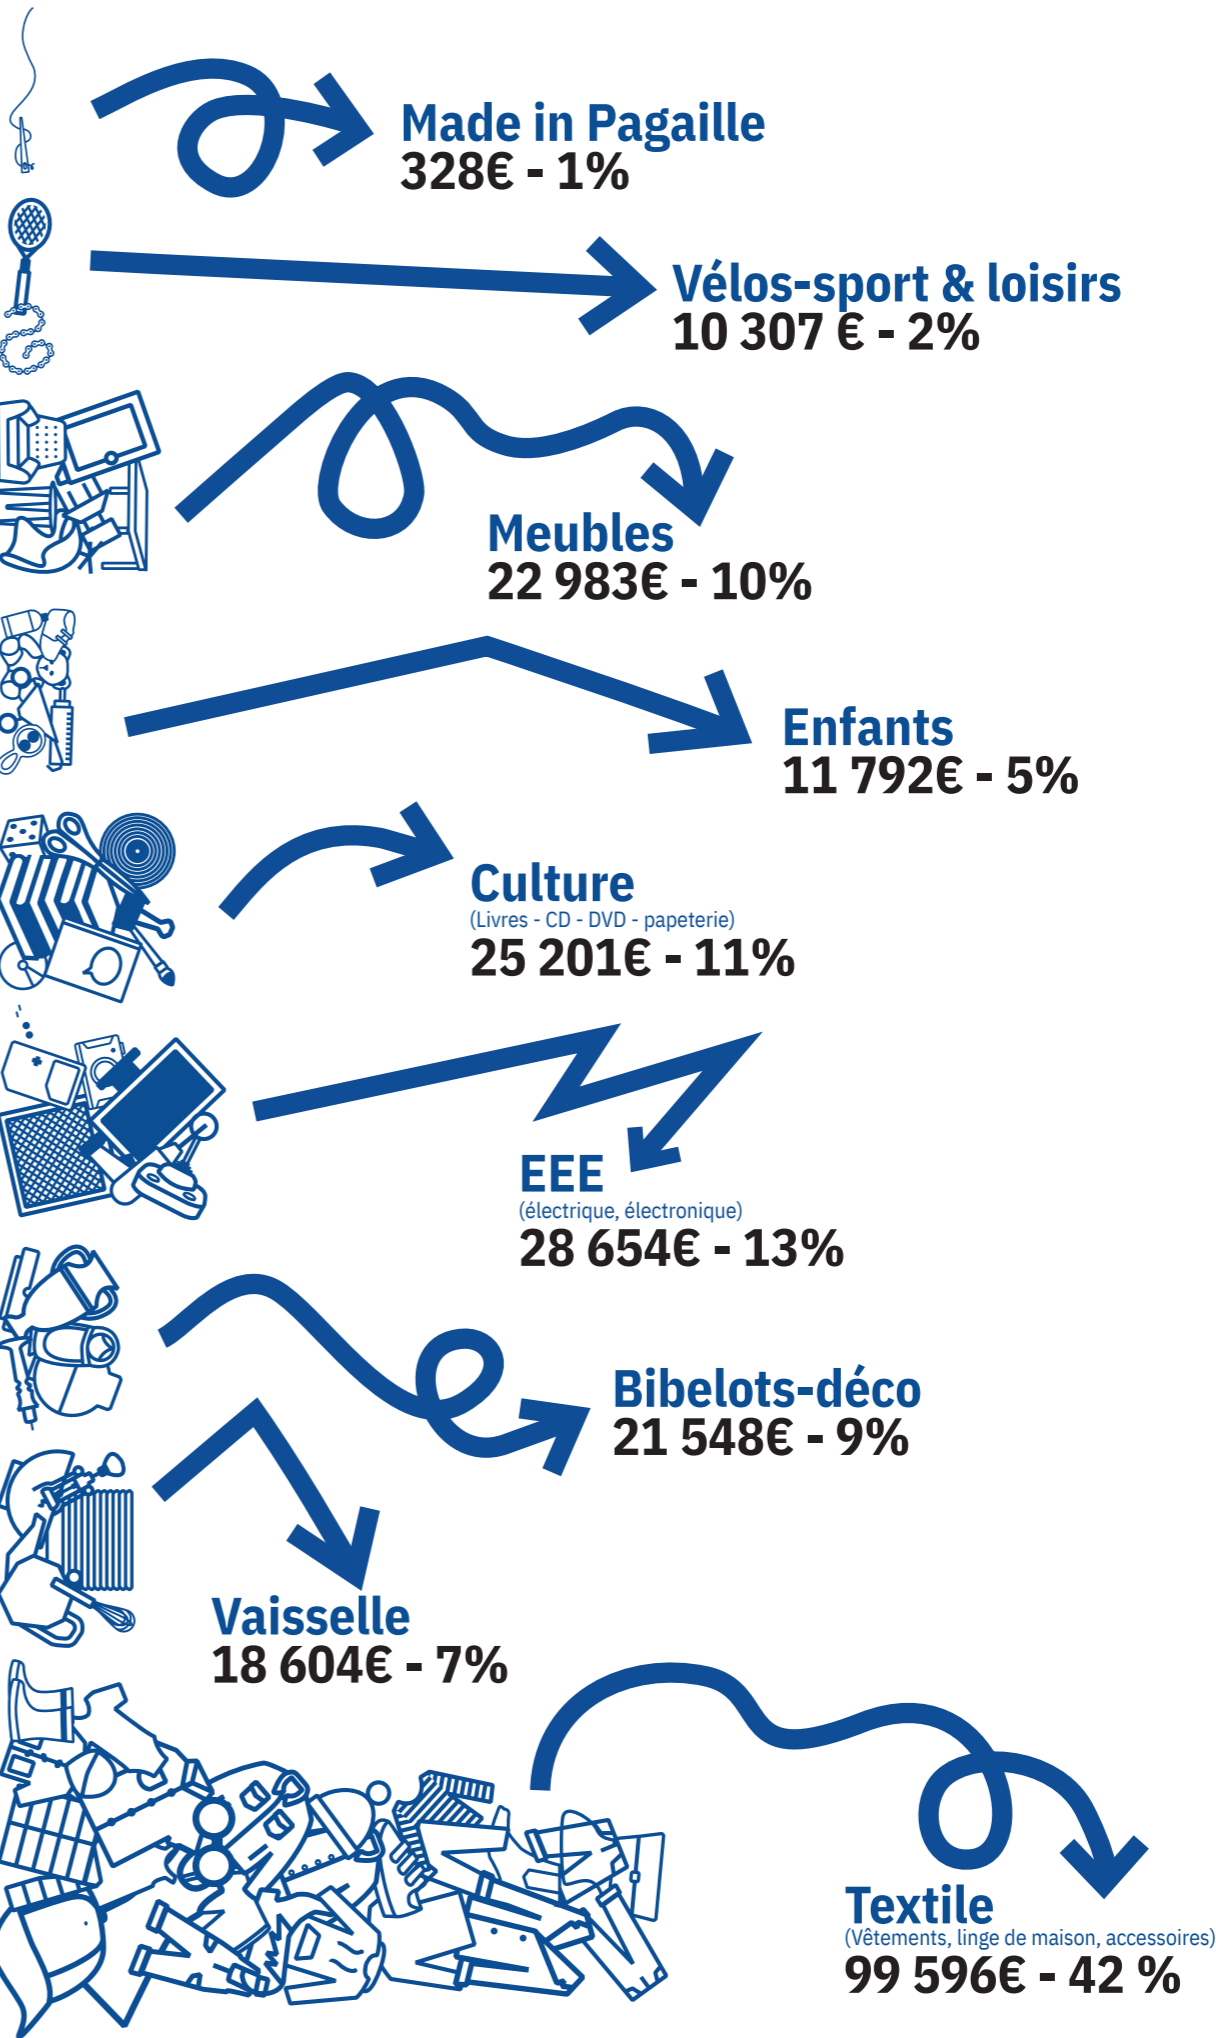 Made in Pagaille
328€ - 1%
Vélos-sport & loisirs
10 307 € - 2%
Meubles
22 983€ - 10%
Enfants
11 792€ - 5%
Culture
(Livres - CD - DVD - papeterie)
25 201€ - 11%
EEE
(électrique, électronique)
28 654€ - 13%
Bibelots-déco
21 548€ - 9%
Vaisselle
18 604€ - 7%
Textile
(Vêtements, linge de maison, accessoires)
99 596€ - 42 %